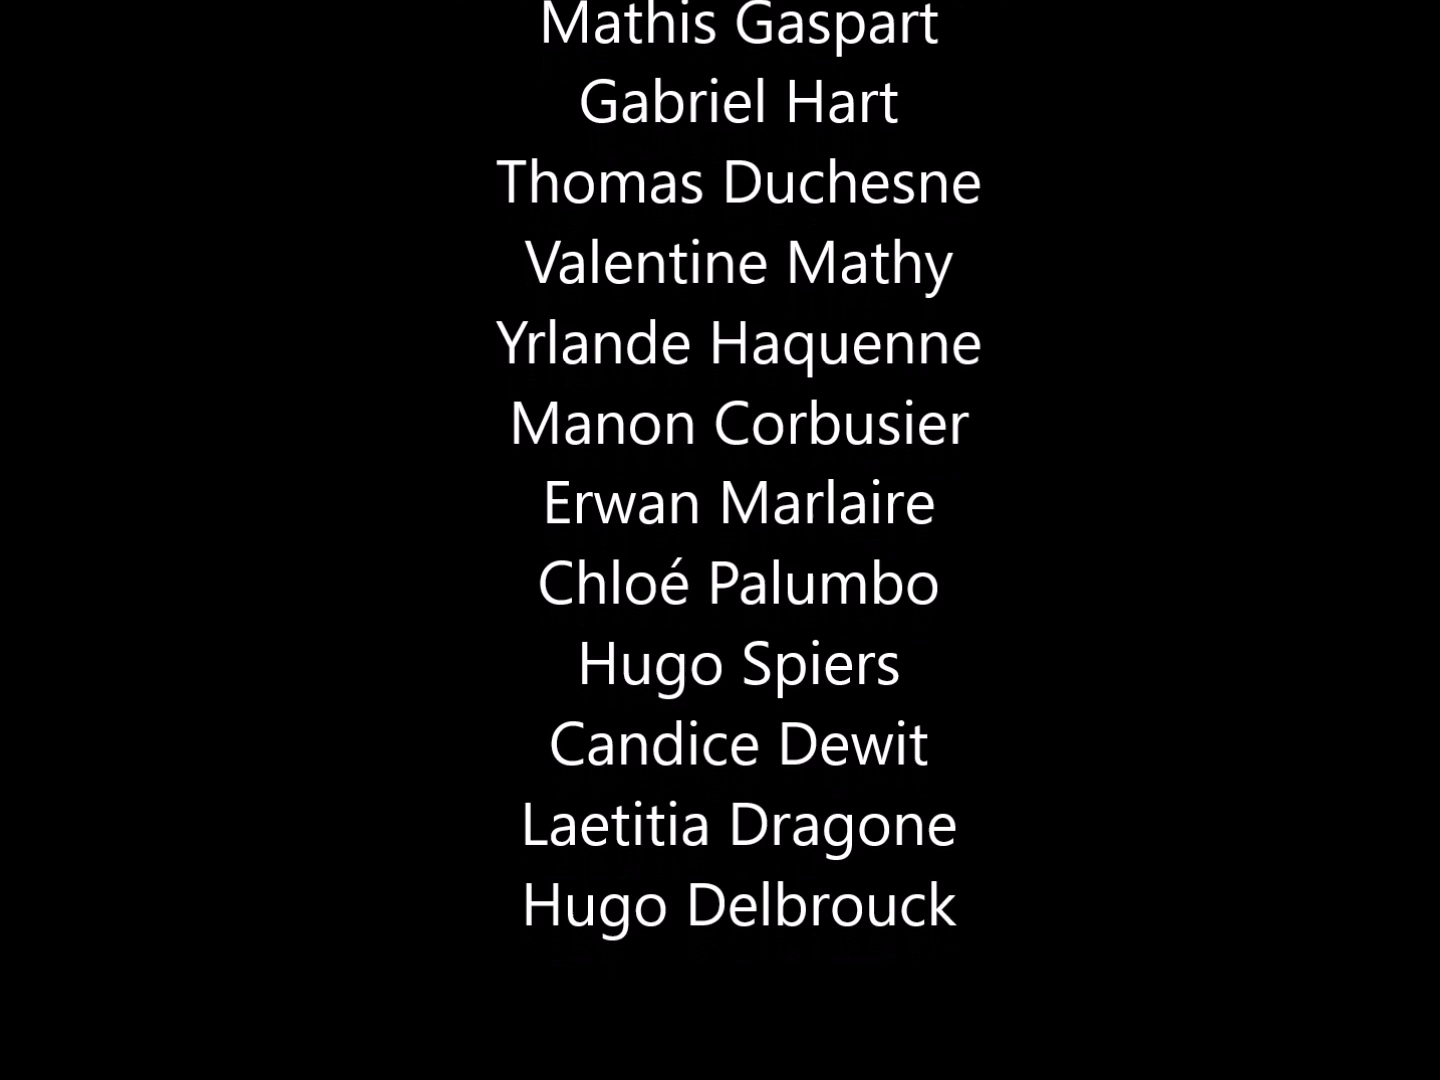 Mathis Gaspart
Gabriel Hart
Thomas Duchesne
Valentine Mathy
Yrlande Haquenne
Manon Corbusier
Erwan Marlaire
Chloé Palumbo
Hugo Spiers
Candice Dewit
Laetitia Dragone
Hugo Delbrouck